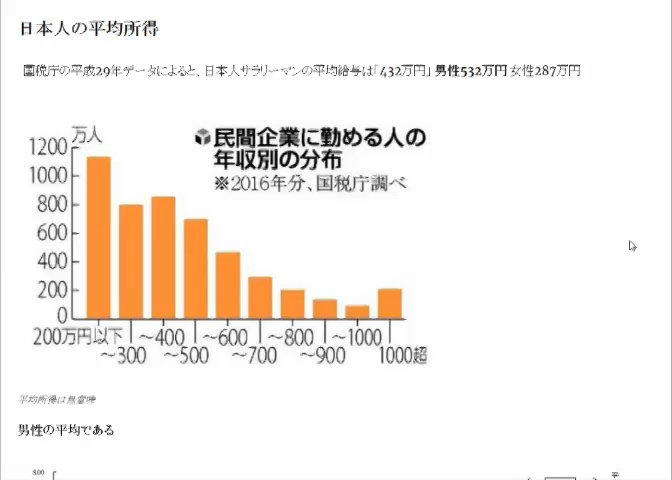 日本人の平均所得
国税庁の平成29年データによると、日本人サラリーマンの平均給与は「432万円」男性532万円 女性287万円
民間企業に勤める人の
年収別の分布
※2016年分、国税庁調べ
万人
1200
1000
800
600
400
200
0
200万円以下
～300
～400
～500
～600
～700
～800
～900
～1000
1000超
平均所得は無意味
男性の平均である
800